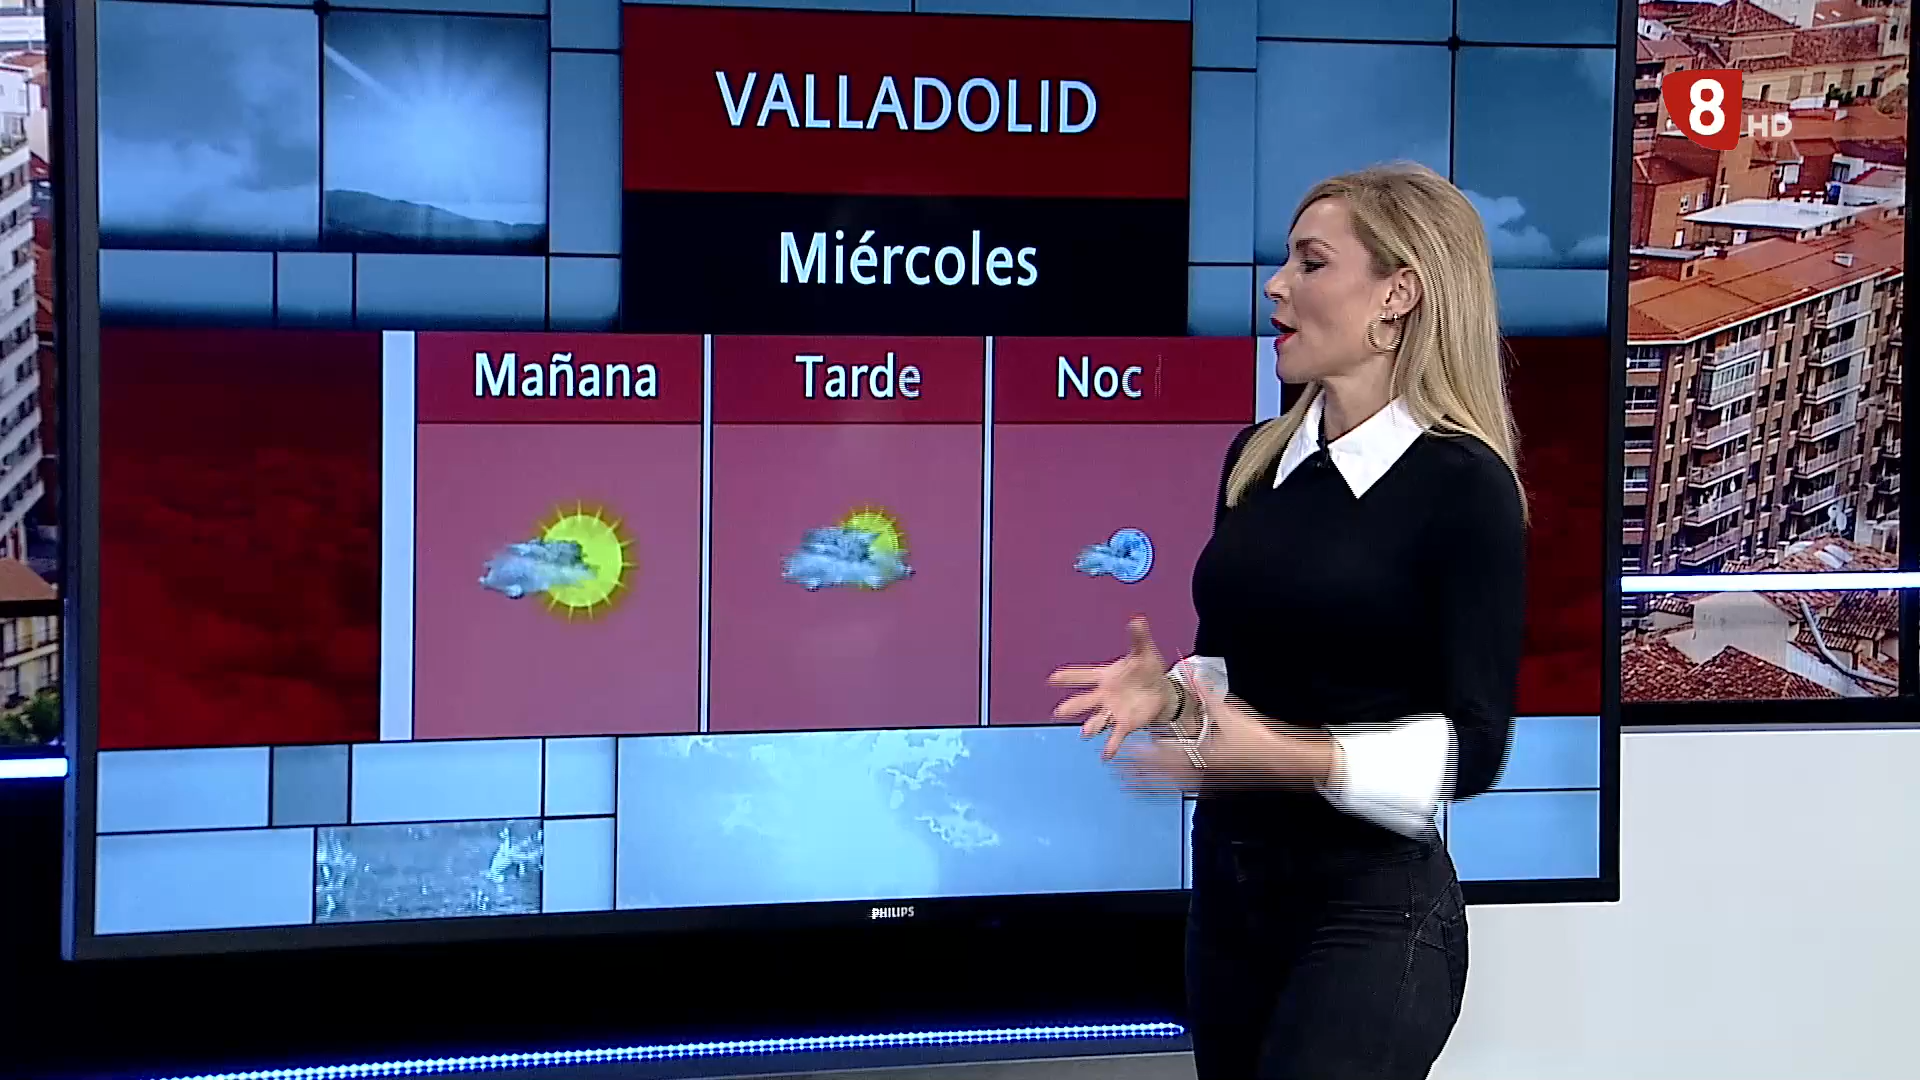 VALLADOLID
8 HD
Miércoles
Mañana
Tarde
Noc
PHILIPS